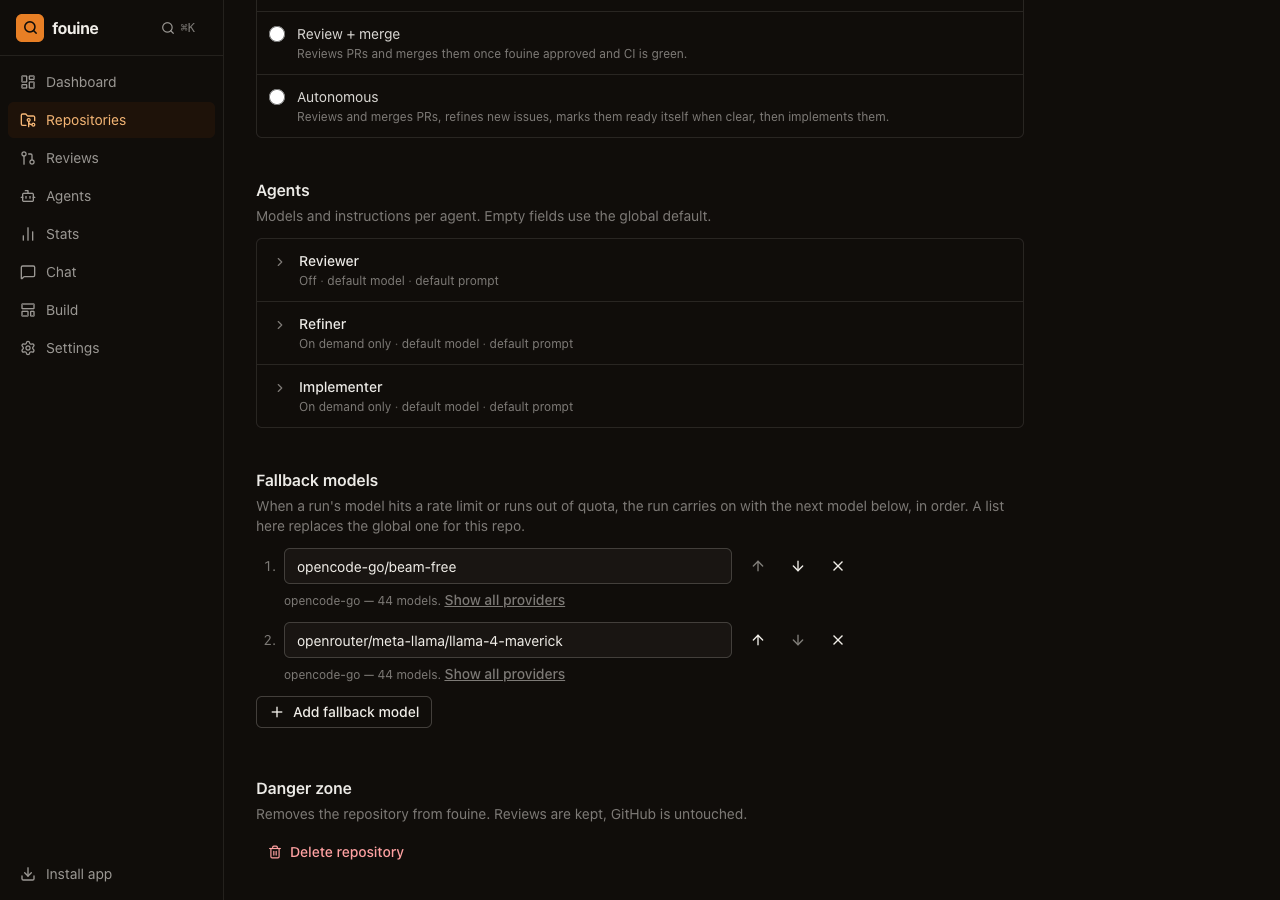 fouine
⌘K
Dashboard
Repositories
Reviews
Agents
Stats
Chat
Build
Settings
Install app
Review + merge
Reviews PRs and merges them once fouine approved and CI is green.
Autonomous
Reviews and merges PRs, refines new issues, marks them ready itself when clear, then implements them.
Agents
Models and instructions per agent. Empty fields use the global default.
Reviewer
Off · default model · default prompt
Refiner
On demand only · default model · default prompt
Implementer
On demand only · default model · default prompt
Fallback models
When a run's model hits a rate limit or runs out of quota, the run carries on with the next model below, in order. A list
here replaces the global one for this repo.
1. opencode-go/beam-free
opencode-go — 44 models. Show all providers
2. openrouter/meta-llama/llama-4-maverick
opencode-go — 44 models. Show all providers
Add fallback model
Danger zone
Removes the repository from fouine. Reviews are kept, GitHub is untouched.
Delete repository